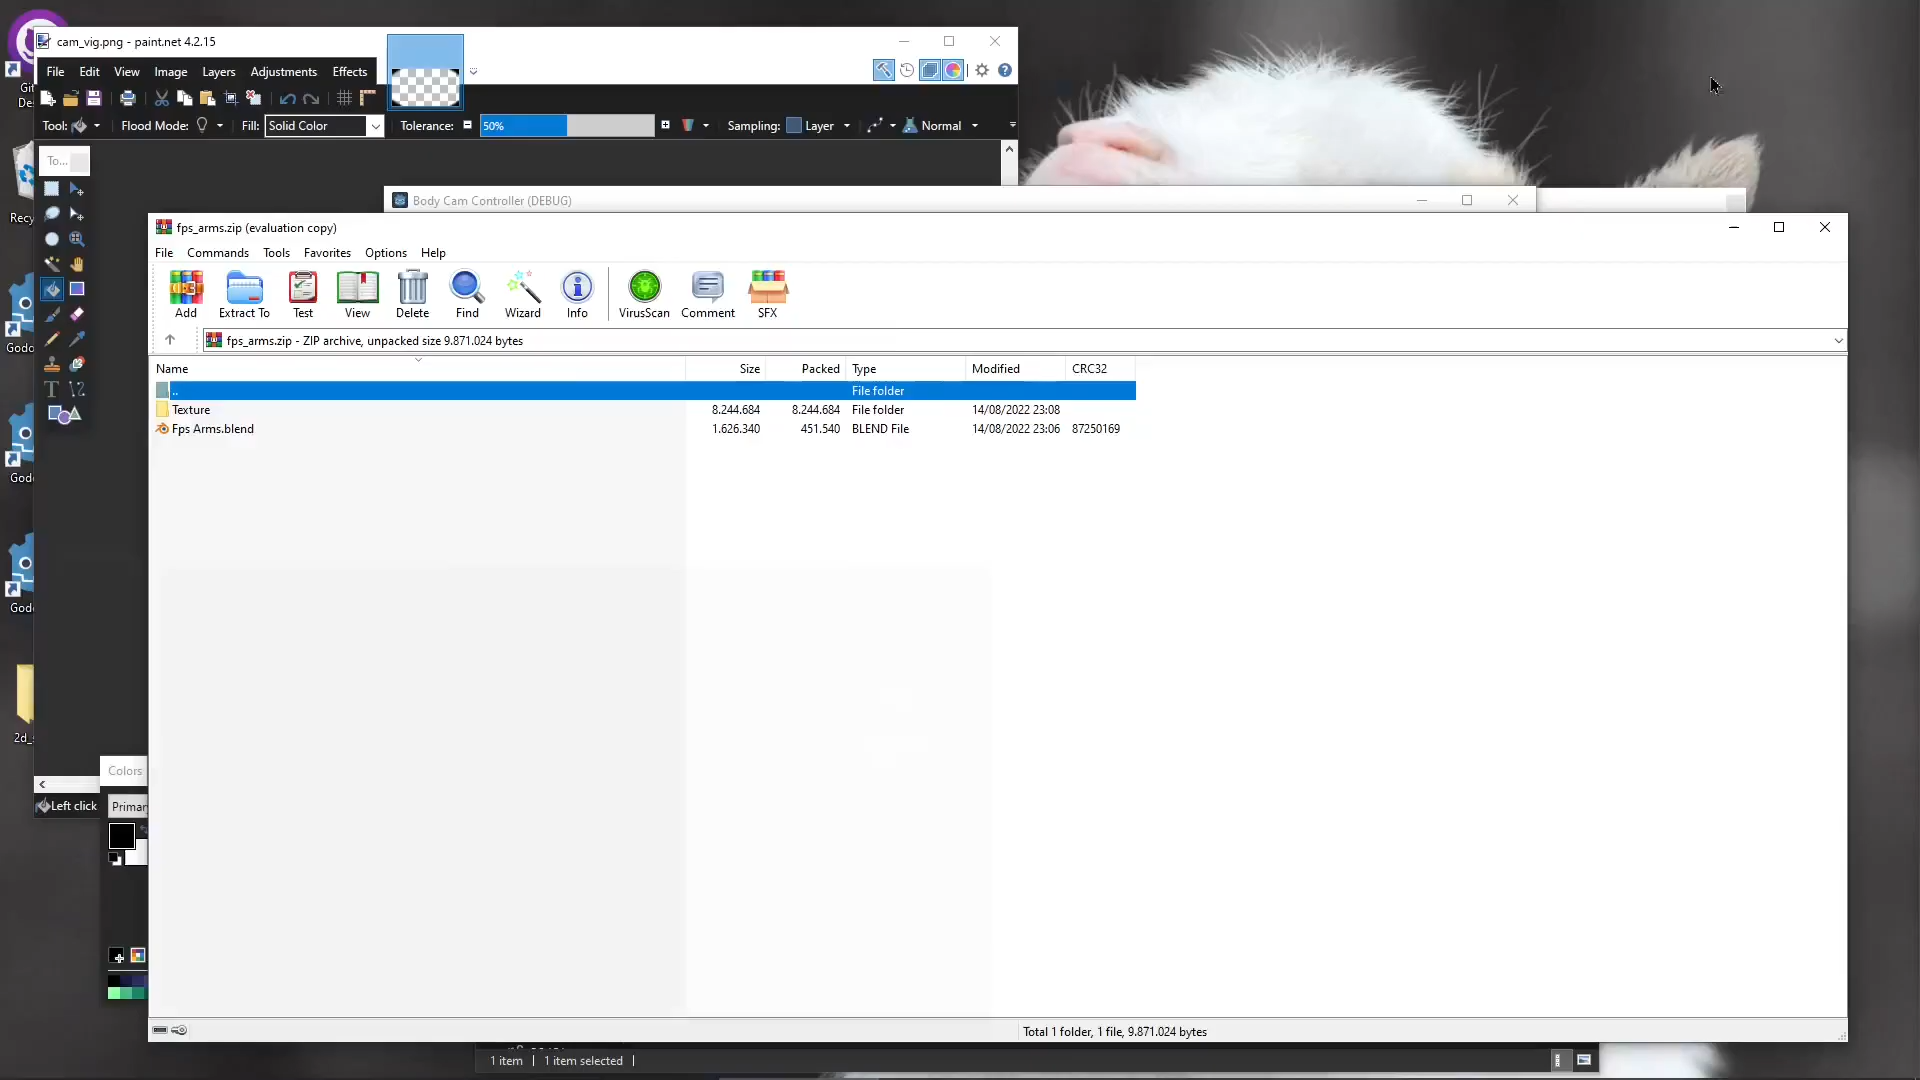 cam_vig.png - paint.net 4.2.15
File Edit View Image Layers Adjustments Effects
Tool: Flood Mode: Fill: Solid Color Tolerance: 50% Sampling: Layer Normal
To...
Body Cam Controller (DEBUG)
fps_arms.zip (evaluation copy)
File Commands Tools Favorites Options Help
Add Extract To Test View Delete Find Wizard Info VirusScan Comment SFX
fps_arms.zip - ZIP archive, unpacked size 9.871.024 bytes
Name Size Packed Type Modified CRC32
.. File folder
Texture 8.244.684 8.244.684 File folder 14/08/2022 23:08
Fps Arms.blend 1.626.340 451.540 BLEND File 14/08/2022 23:06 87250169
Colors
Left click
Total 1 folder, 1 file, 9.871.024 bytes
1 item 1 item selected